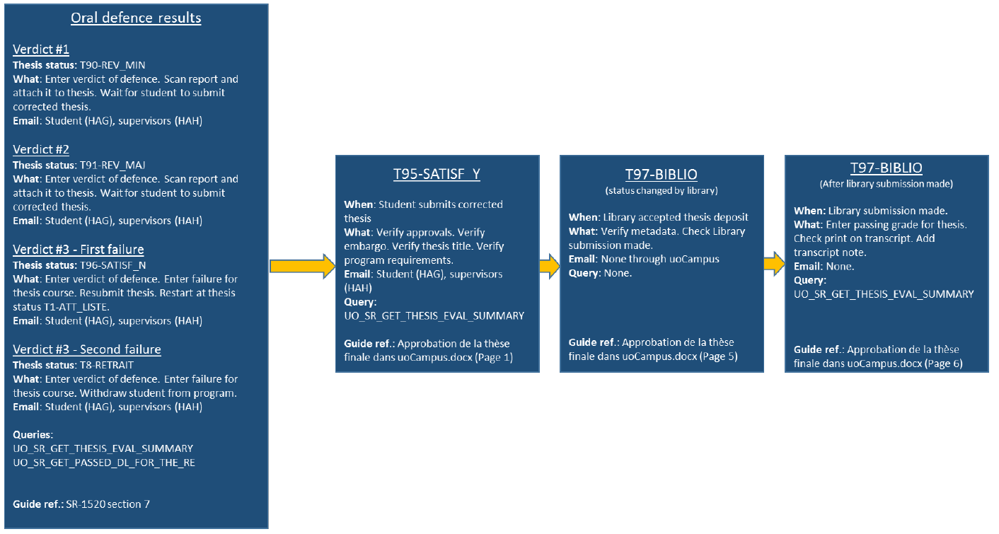 Oral defence results
Verdict #1
Thesis status: T90-REV_MIN
What: Enter verdict of defence. Scan report and
attach it to thesis. Wait for student to submit
corrected thesis.
Email: Student (HAG), supervisors (HAH)
Verdict #2
Thesis status: T91-REV_MAJ
What: Enter verdict of defence. Scan report and
attach it to thesis. Wait for student to submit
corrected thesis.
Email: Student (HAG), supervisors (HAH)
Verdict #3 - First failure
Thesis status: T96-SATISF_N
What: Enter verdict of defence. Enter failure for
thesis course. Resubmit thesis. Restart at thesis
status T1-ATT_LISTE.
Email: Student (HAG), supervisors (HAH)
Verdict #3 - Second failure
Thesis status: T8-RETRAIT
What: Enter verdict of defence. Enter failure for
thesis course. Withdraw student from program.
Email: Student (HAG), supervisors (HAH)
Queries:
UO_SR_GET_THESIS_EVAL_SUMMARY
UO_SR_GET_PASSED_DL_FOR_THE_RE
Guide ref.: SR-1520 section 7
T95-SATISF_Y
When: Student submits corrected
thesis
What: Verify approvals. Verify
embargo. Verify thesis title. Verify
program requirements.
Email: Student (HAG), supervisors
(HAH)
Query:
UO_SR_GET_THESIS_EVAL_SUMMARY
Guide ref.: Approbation de la thèse
finale dans uoCampus.docx (Page 1)
T97-BIBLIO
(status changed by library)
When: Library accepted thesis deposit
What: Verify metadata. Check Library
submission made.
Email: None through uoCampus
Query: None.
Guide ref.: Approbation de la thèse
finale dans uoCampus.docx (Page 5)
T97-BIBLIO
(After library submission made)
When: Library submission made.
What: Enter passing grade for thesis.
Check print on transcript. Add
transcript note.
Email: None.
Query:
UO_SR_GET_THESIS_EVAL_SUMMARY
Guide ref.: Approbation de la thèse
finale dans uoCampus.docx (Page 6)